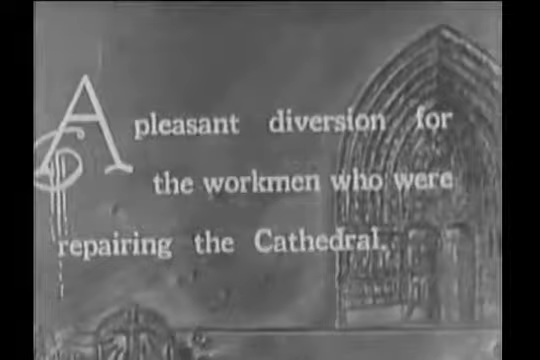 A pleasant diversion for
the workmen who were
repairing the Cathedral.